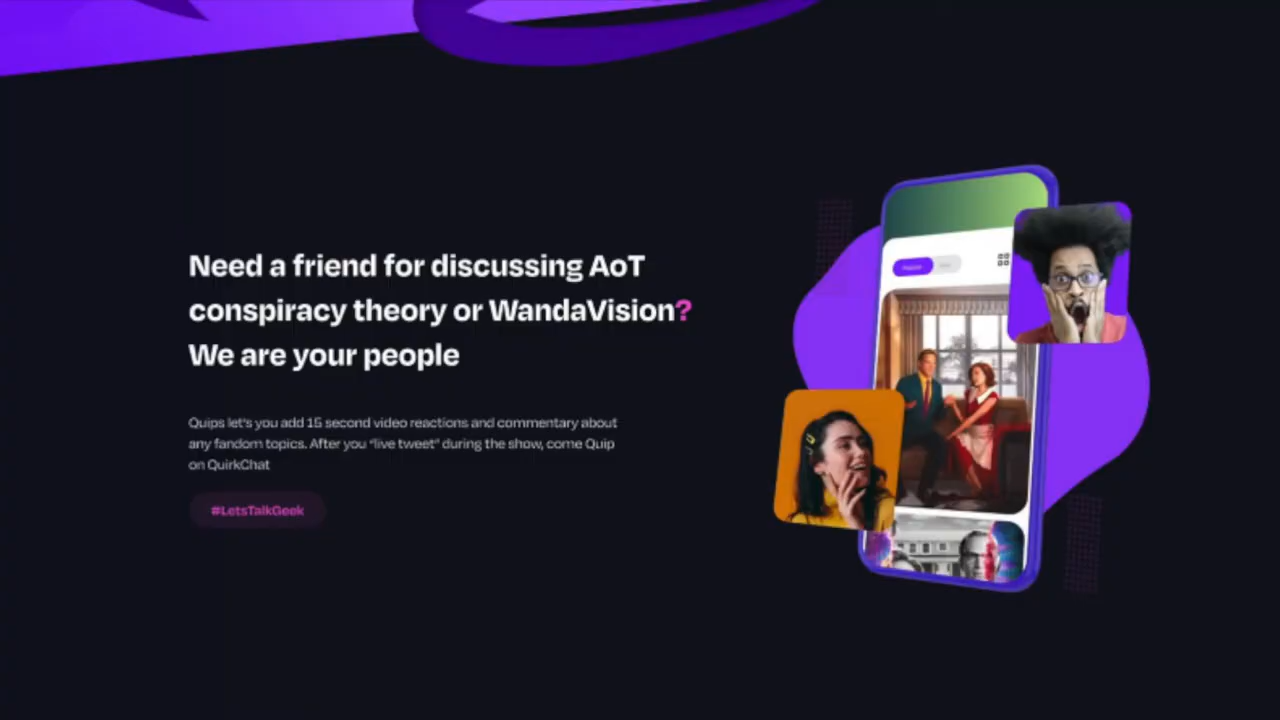 Need a friend for discussing AoT
conspiracy theory or WandaVision?
We are your people
Quips let's you add 15 second video reactions and commentary about
any fandom topics. After you "live tweet" during the show, come Quip
on QuirkChat
#LetsTalkGeek